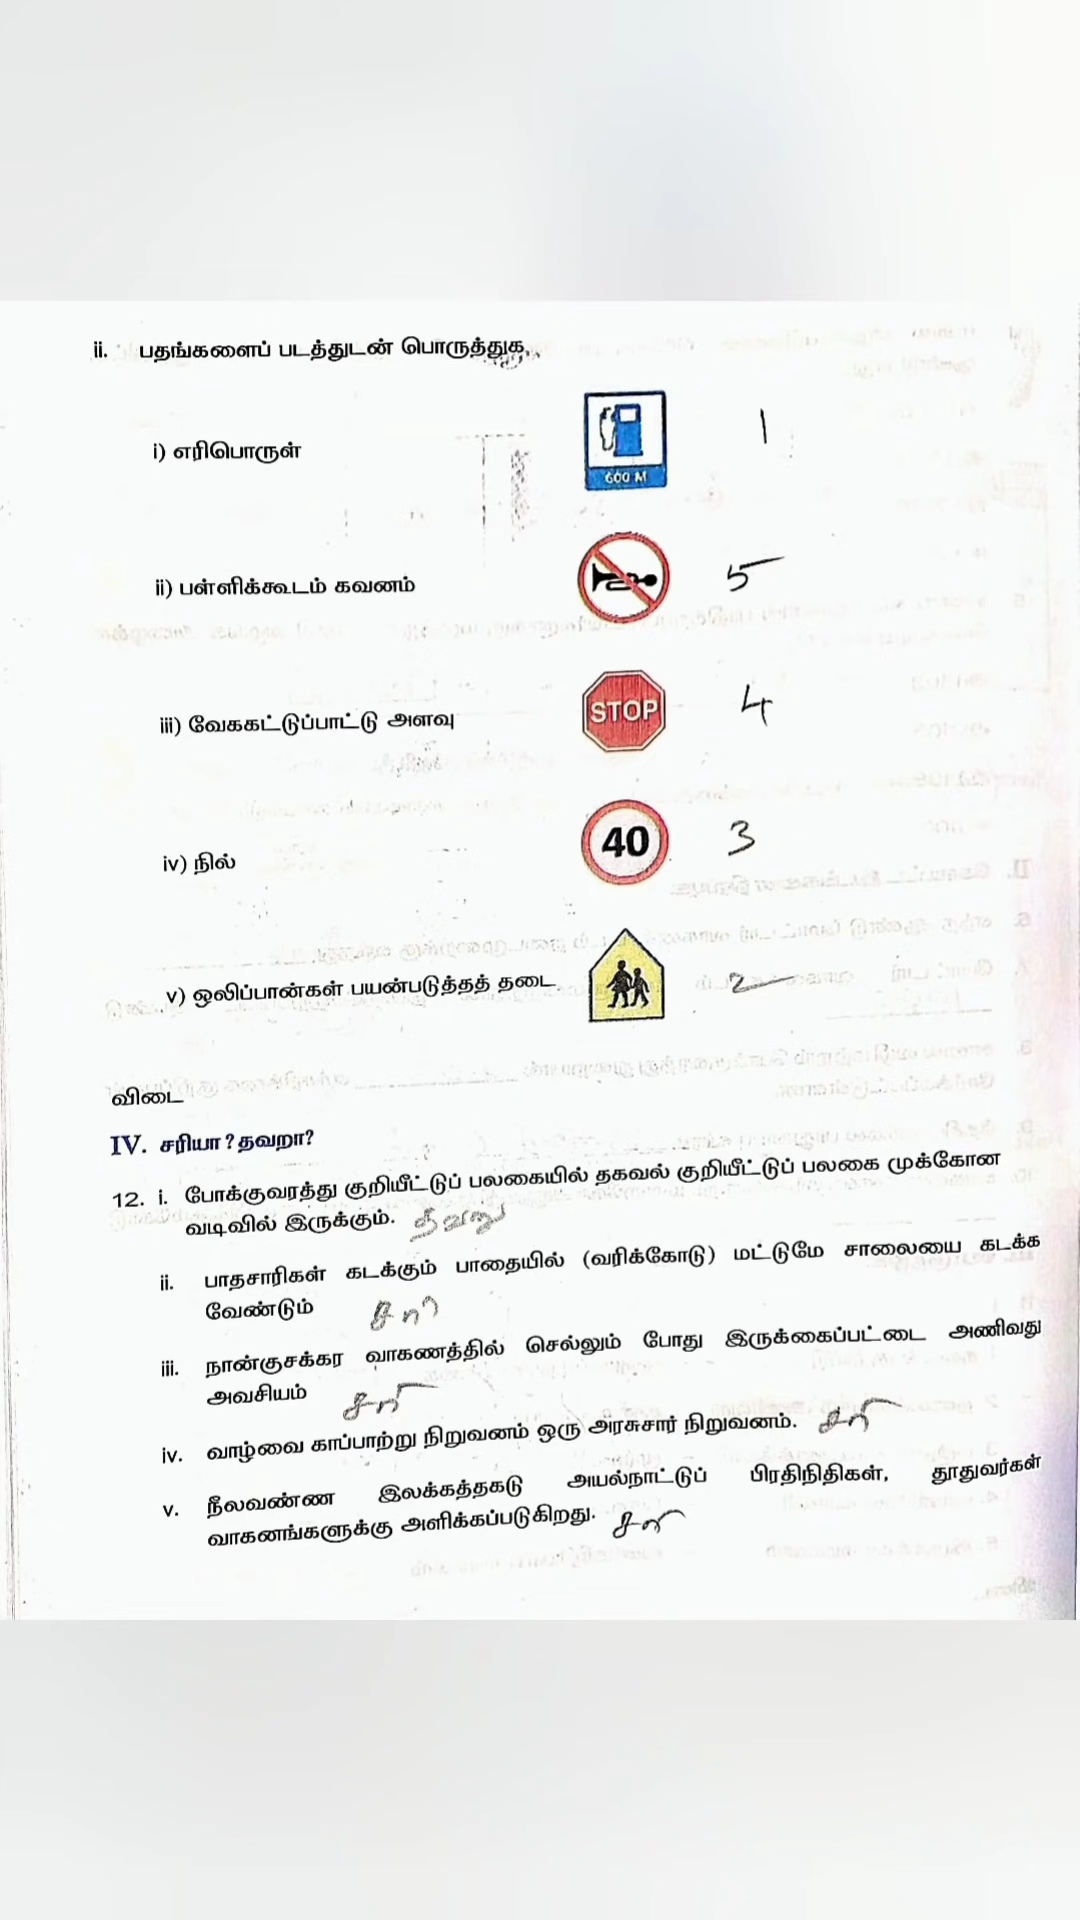 ii. பதங்களைப் படத்துடன் பொருத்துக.
i) எரிபொருள்
600 M
1
ii) பள்ளிக்கூடம் கவனம்
5
iii) வேககட்டுப்பாட்டு அளவு
STOP
4
iv) நில்
40
3
v) ஒலிப்பான்கள் பயன்படுத்தத் தடை
2
விடை
IV. சரியா? தவறா?
12. i. போக்குவரத்து குறியீட்டுப் பலகையில் தகவல் குறியீட்டுப் பலகை முக்கோன
வடிவில் இருக்கும். தவறு
ii. பாதசாரிகள் கடக்கும் பாதையில் (வரிக்கோடு) மட்டுமே சாலையை கடக்க
வேண்டும் சரி
iii. நான்குசக்கர வாகணத்தில் செல்லும் போது இருக்கைப்பட்டை அணிவது
அவசியம் சரி
iv. வாழ்வை காப்பாற்று நிறுவனம் ஒரு அரசுசார் நிறுவனம். சரி
v. நீலவண்ண இலக்கத்தகடு அயல்நாட்டுப் பிரதிநிதிகள், தூதுவர்கள்
வாகனங்களுக்கு அளிக்கப்படுகிறது. சரி